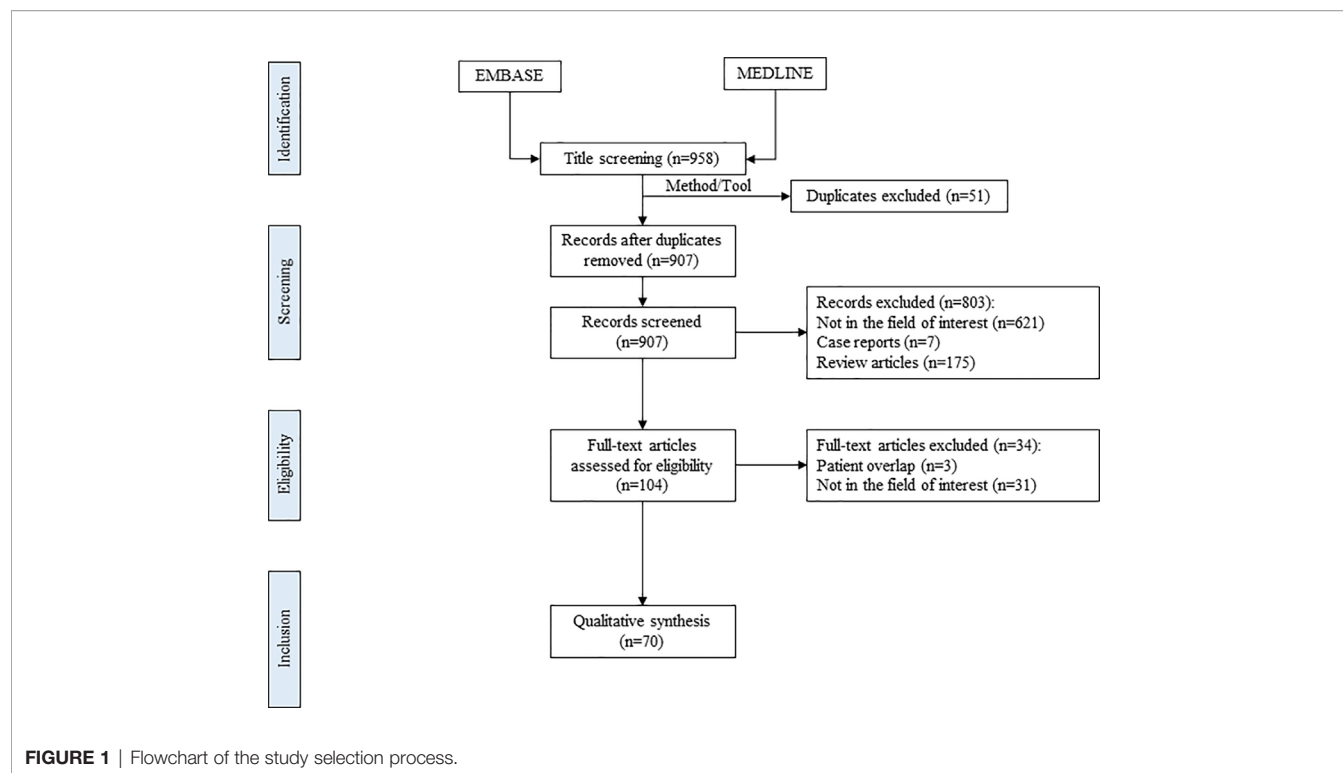 Identification
EMBASE
MEDLINE
Title screening (n=958)
Method/Tool
Duplicates excluded (n=51)
Screening
Records after duplicates
removed (n=907)
Records screened
(n=907)
Records excluded (n=803):
Not in the field of interest (n=621)
Case reports (n=7)
Review articles (n=175)
Eligibility
Full-text articles
assessed for eligibility
(n=104)
Full-text articles excluded (n=34):
Patient overlap (n=3)
Not in the field of interest (n=31)
Inclusion
Qualitative synthesis
(n=70)
FIGURE 1 | Flowchart of the study selection process.